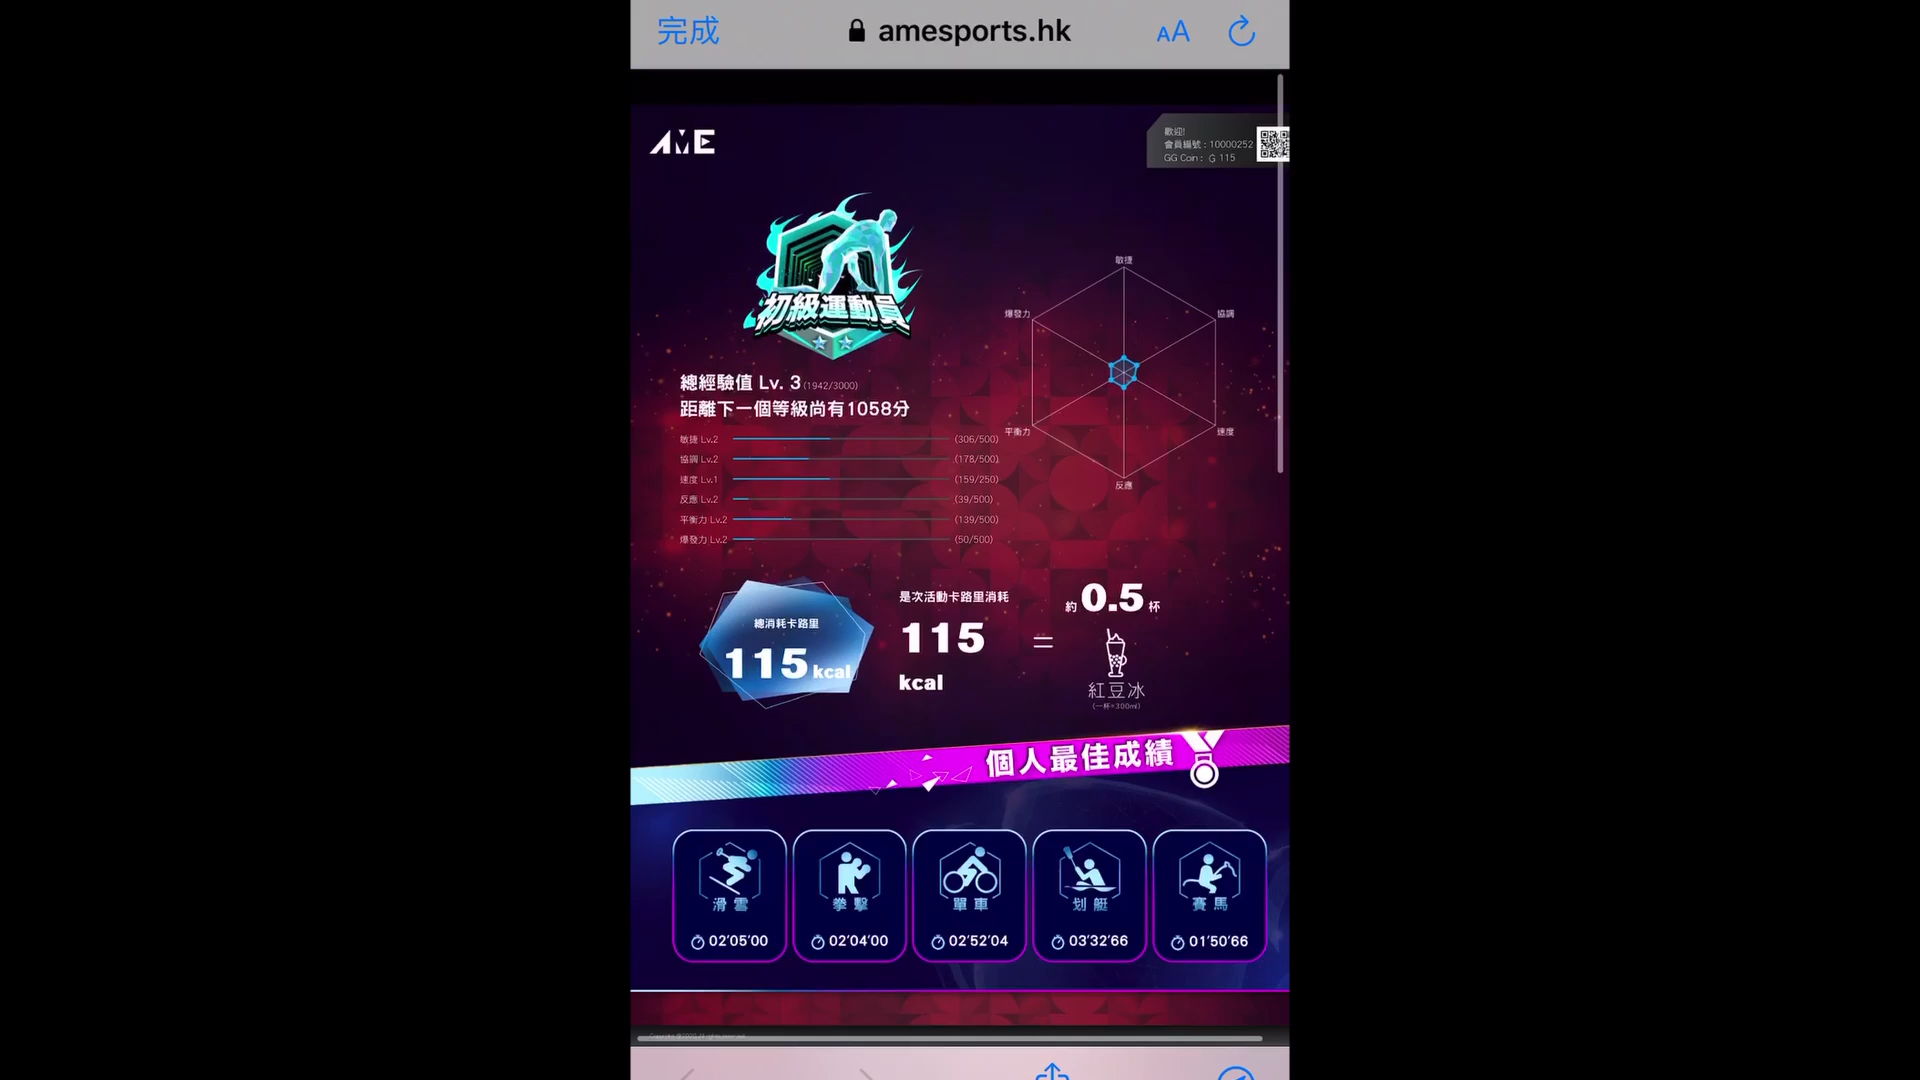 完成
amesports.hk
AA
AME
歡迎!
會員編號 : 10000252
GG Coin : G 115
初級運動員
敏捷
爆發力
協調
平衡力
速度
反應
總經驗值 Lv. 3 (1942/3000)
距離下一個等級尚有1058分
敏捷 Lv.2 (306/500)
協調 Lv.2 (178/500)
速度 Lv.1 (159/250)
反應 Lv.2 (39/500)
平衡力 Lv.2 (139/500)
爆發力 Lv.2 (50/500)
總消耗卡路里
115 kcal
是次活動卡路里消耗
115
kcal
=
約 0.5 杯
紅豆冰
(一杯=300ml)
個人最佳成績
滑雪
02'05'00
拳擊
02'04'00
單車
02'52'04
划艇
03'32'66
賽馬
01'50'66